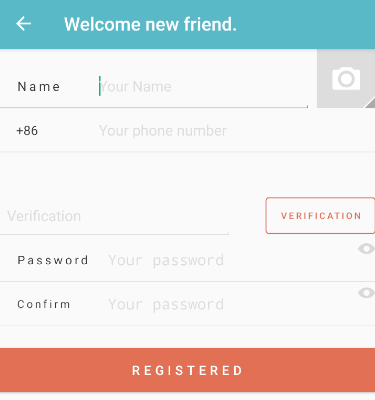 Welcome new friend.
Name Your Name
+86 Your phone number
Verification VERIFICATION
Password Your password
Confirm Your password
REGISTERED